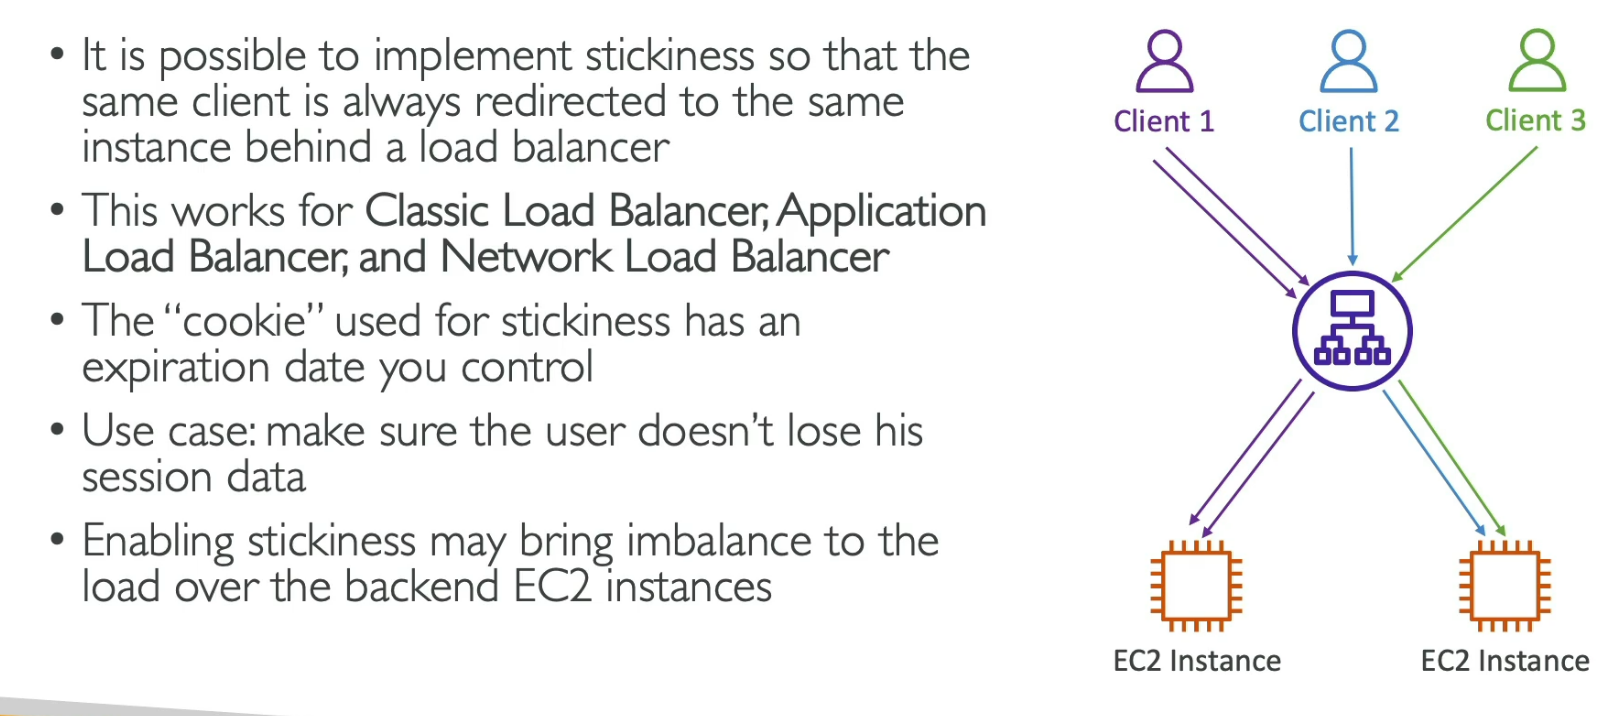 • It is possible to implement stickiness so that the
same client is always redirected to the same
instance behind a load balancer
• This works for Classic Load Balancer, Application
Load Balancer, and Network Load Balancer
• The “cookie” used for stickiness has an
expiration date you control
• Use case: make sure the user doesn’t lose his
session data
• Enabling stickiness may bring imbalance to the
load over the backend EC2 instances
Client 1
Client 2
Client 3
EC2 Instance
EC2 Instance